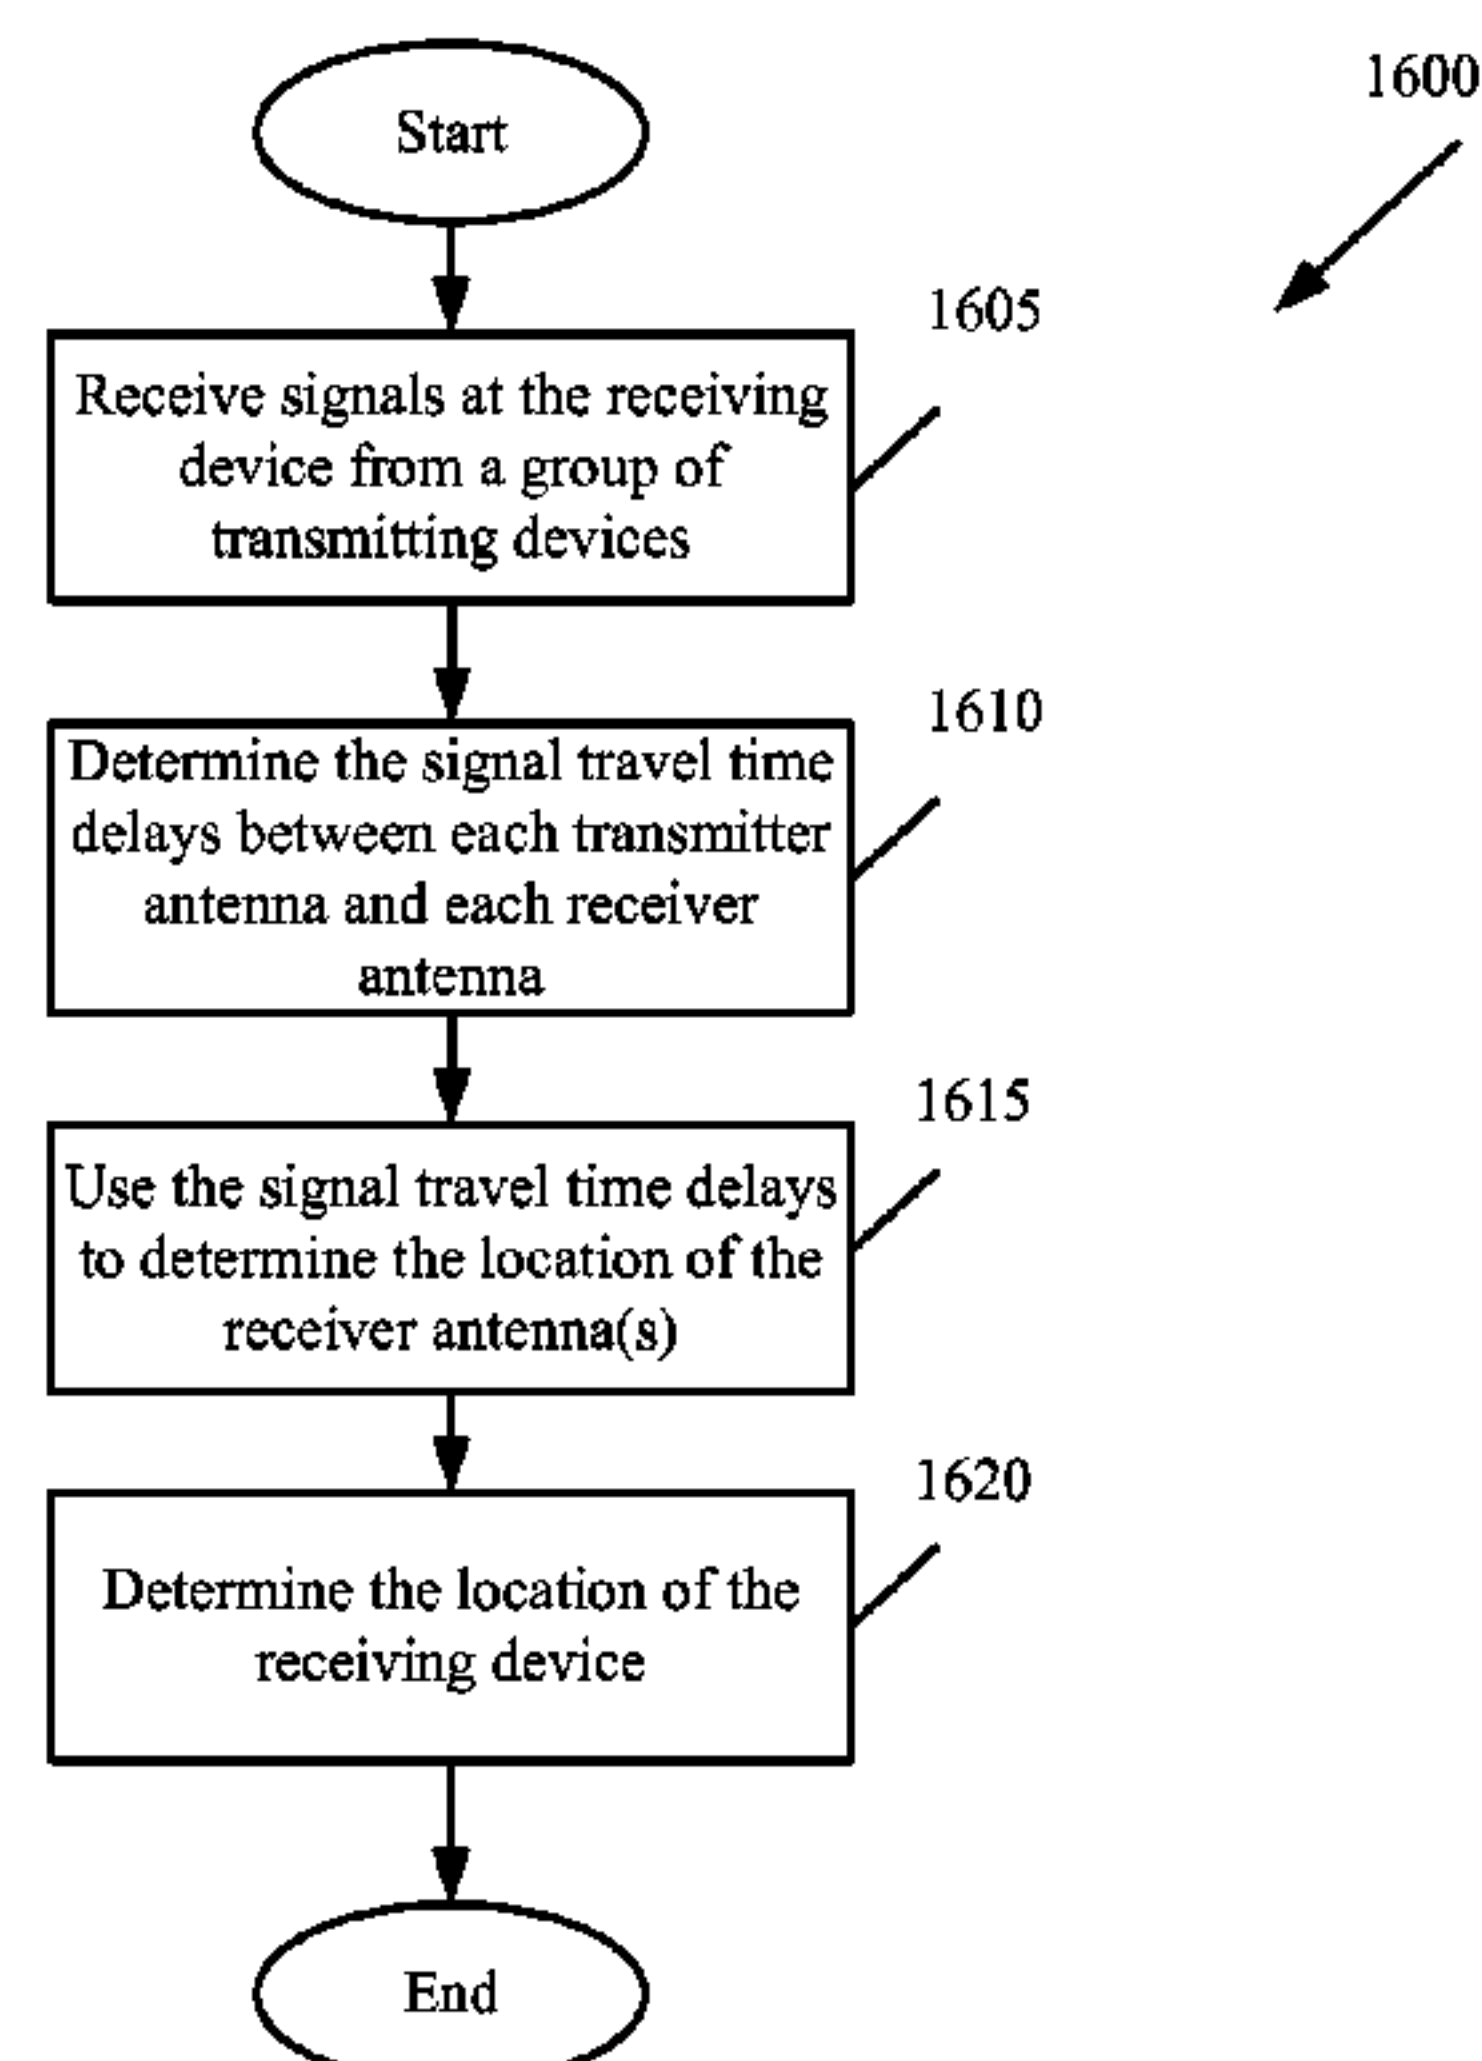 Start
1600
1605
Receive signals at the receiving
device from a group of
transmitting devices
1610
Determine the signal travel time
delays between each transmitter
antenna and each receiver
antenna
1615
Use the signal travel time delays
to determine the location of the
receiver antenna(s)
1620
Determine the location of the
receiving device
End